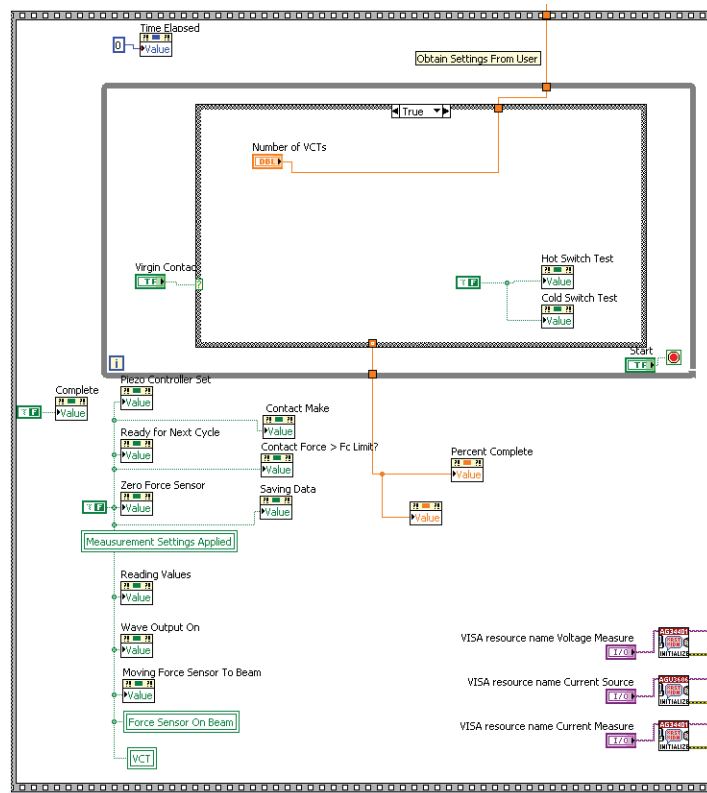 Time Elapsed
0
Value
Obtain Settings From User
True
Number of VCTs
DBL
Virgin Contac
TF
?
Hot Switch Test
F
Value
Cold Switch Test
Value
i
Start
TF
Complete
F
Value
Piezo Controller Set
Value
Contact Make
Value
Ready for Next Cycle
Value
Contact Force > Fc Limit?
Value
Percent Complete
Value
Zero Force Sensor
F
Value
Saving Data
Value
Value
Meausurement Settings Applied
Reading Values
Value
Wave Output On
Value
VISA resource name Voltage Measure
I/O
AG34401
INITIALIZE
Moving Force Sensor To Beam
Value
VISA resource name Current Source
I/O
INITIALIZE
Force Sensor On Beam
VISA resource name Current Measure
I/O
AG34401
INITIALIZE
VCT